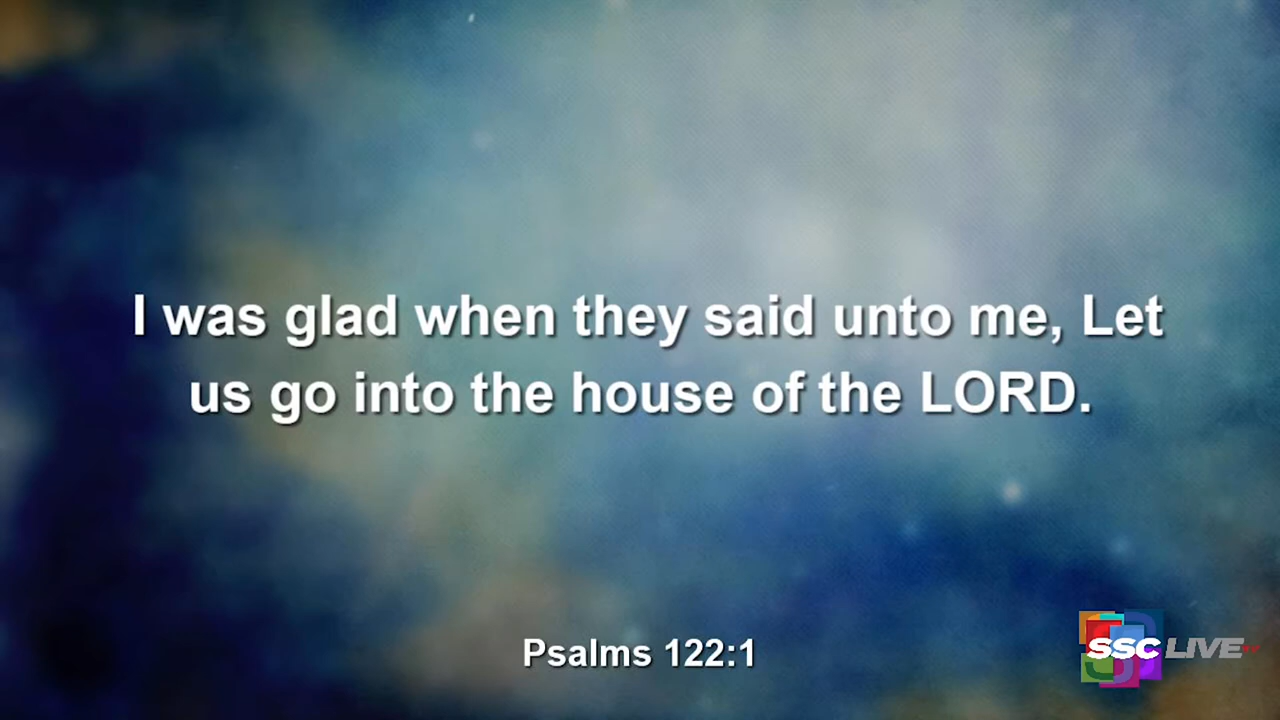 I was glad when they said unto me, Let
us go into the house of the LORD.
Psalms 122:1
SSC LIVE